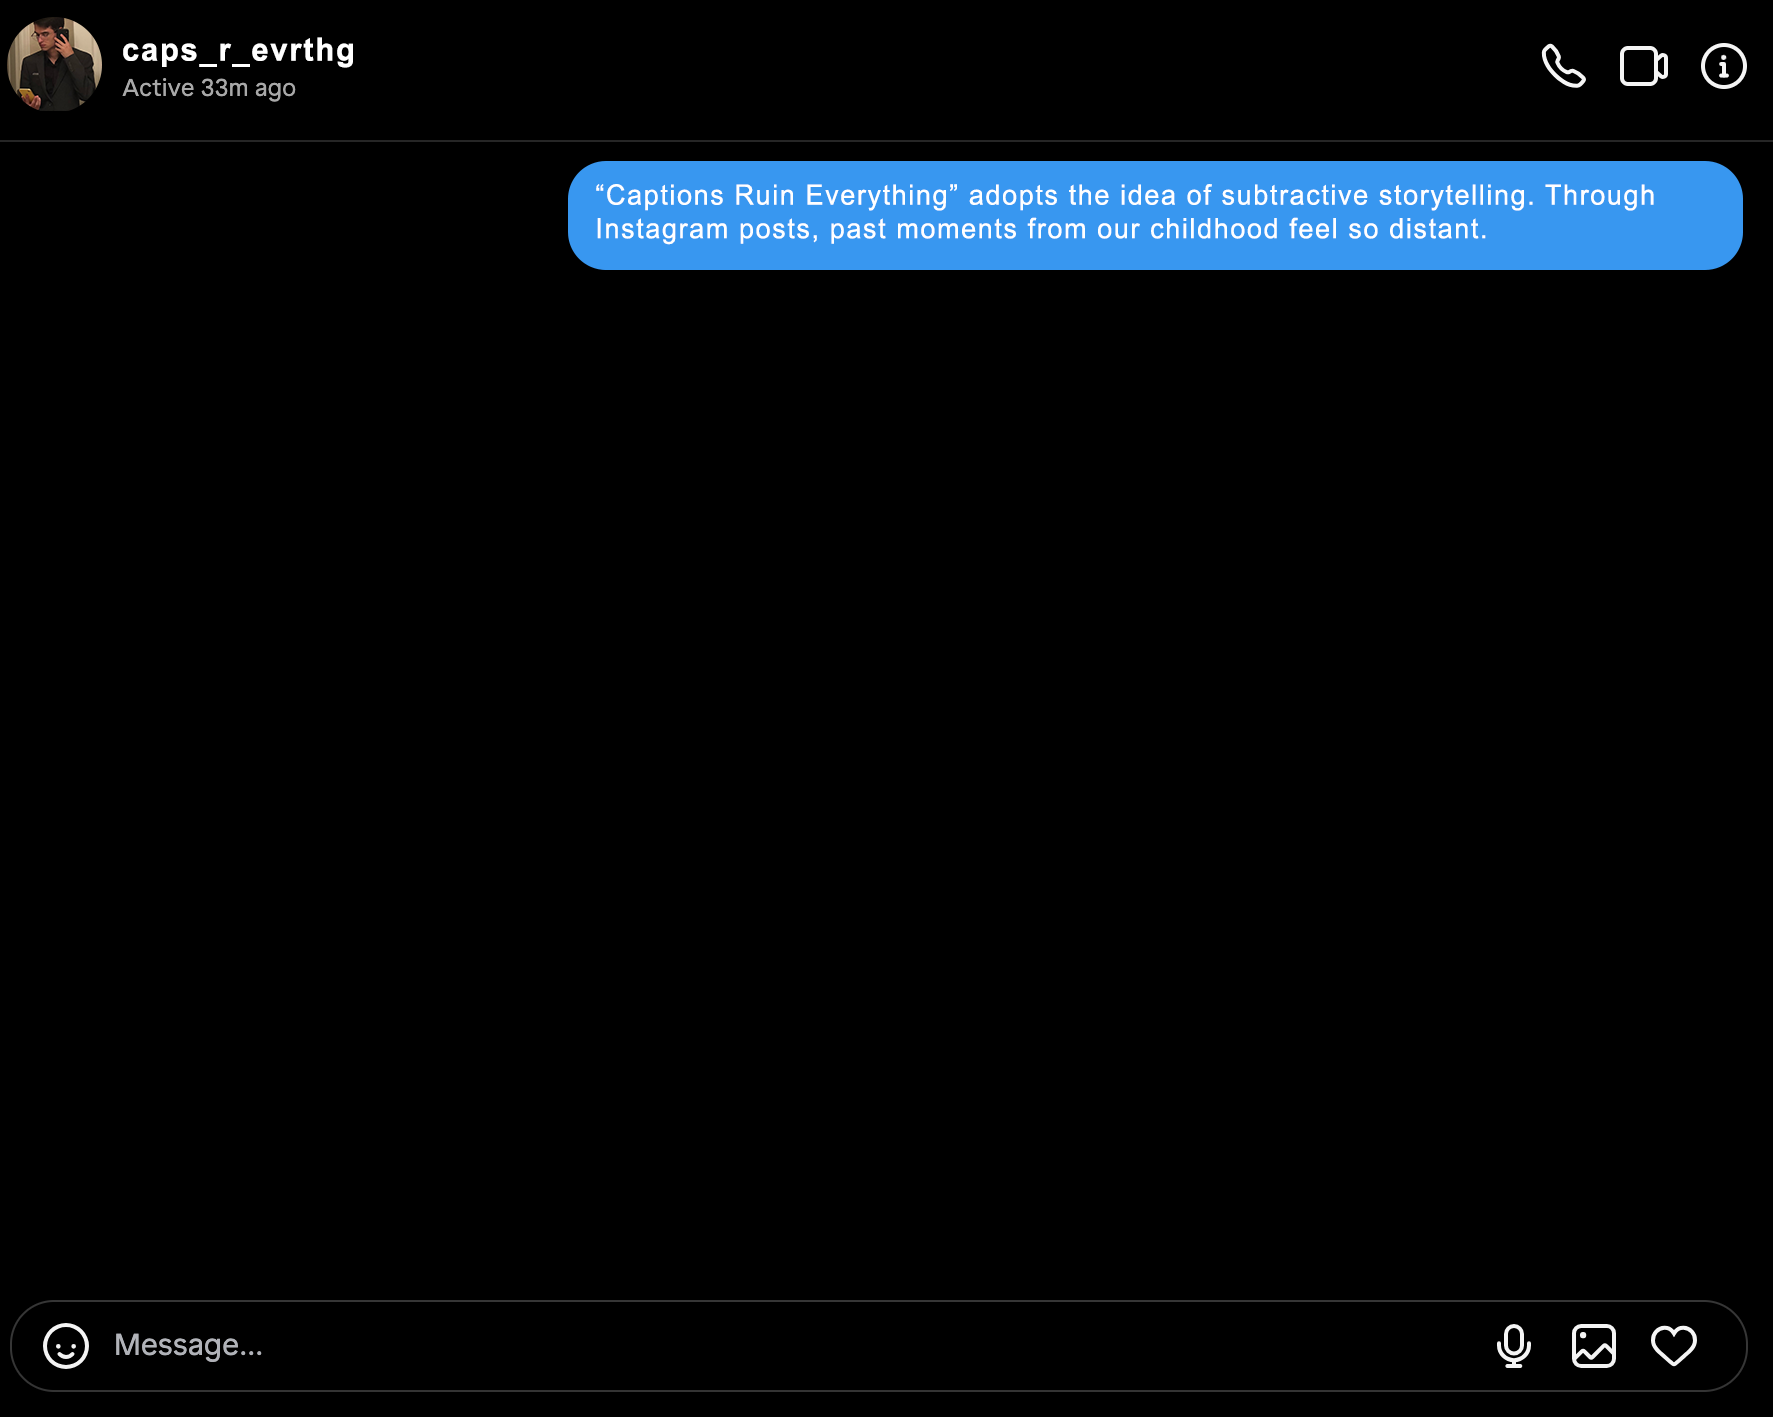 caps_r_evrthg
Active 33m ago
“Captions Ruin Everything” adopts the idea of subtractive storytelling. Through
Instagram posts, past moments from our childhood feel so distant.
Message...